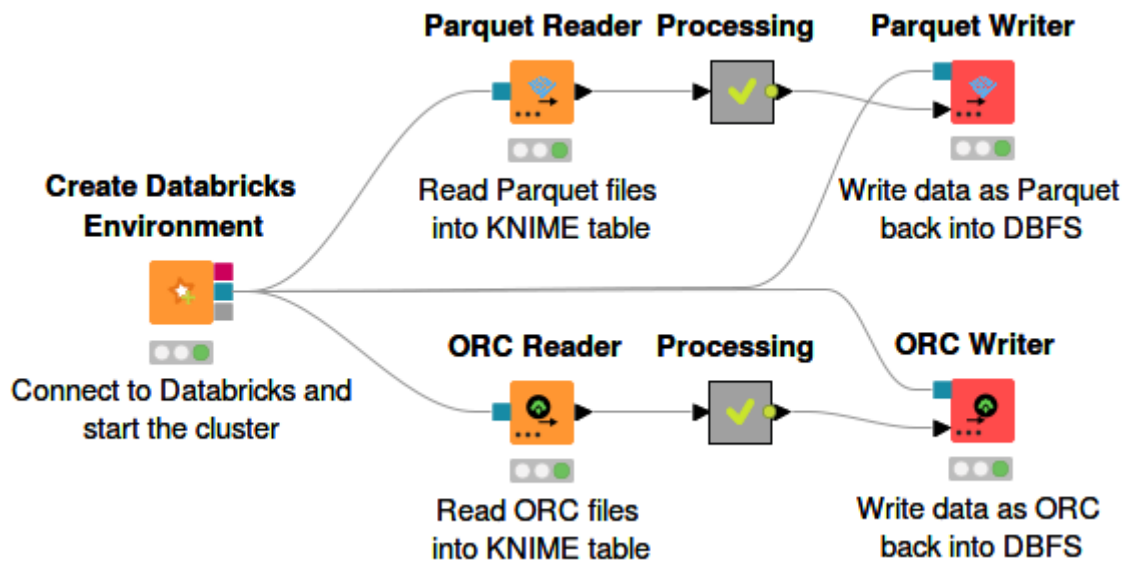 Parquet Reader
Processing
Parquet Writer
Read Parquet files
into KNIME table
Write data as Parquet
back into DBFS
Create Databricks
Environment
Connect to Databricks and
start the cluster
ORC Reader
Processing
ORC Writer
Read ORC files
into KNIME table
Write data as ORC
back into DBFS